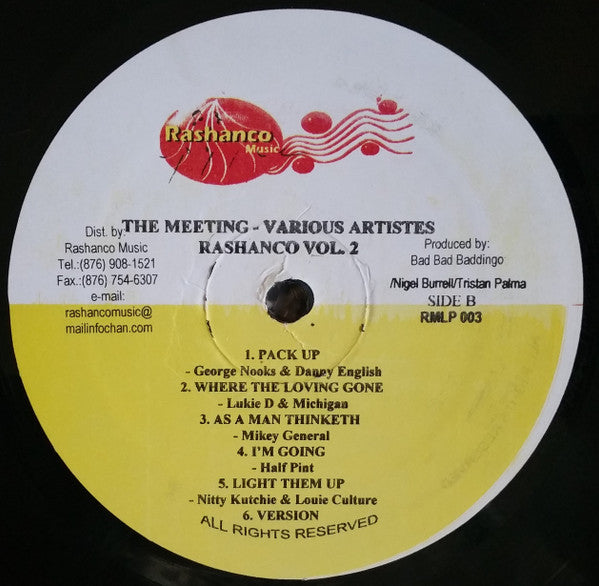 Rashanco
Music
THE MEETING - VARIOUS ARTISTES
RASHANCO VOL. 2
Dist. by:
Rashanco Music
Tel.:(876) 908-1521
Fax.:(876) 754-6307
e-mail:
rashancomusic@
mailinfochan.com
Produced by:
Bad Bad Baddingo
/Nigel Burrell/Tristan Palma
SIDE B
RMLP 003
1. PACK UP
- George Nooks & Danny English
2. WHERE THE LOVING GONE
- Lukie D & Michigan
3. AS A MAN THINKETH
- Mikey General
4. I'M GOING
- Half Pint
5. LIGHT THEM UP
- Nitty Kutchie & Louie Culture
6. VERSION
ALL RIGHTS RESERVED